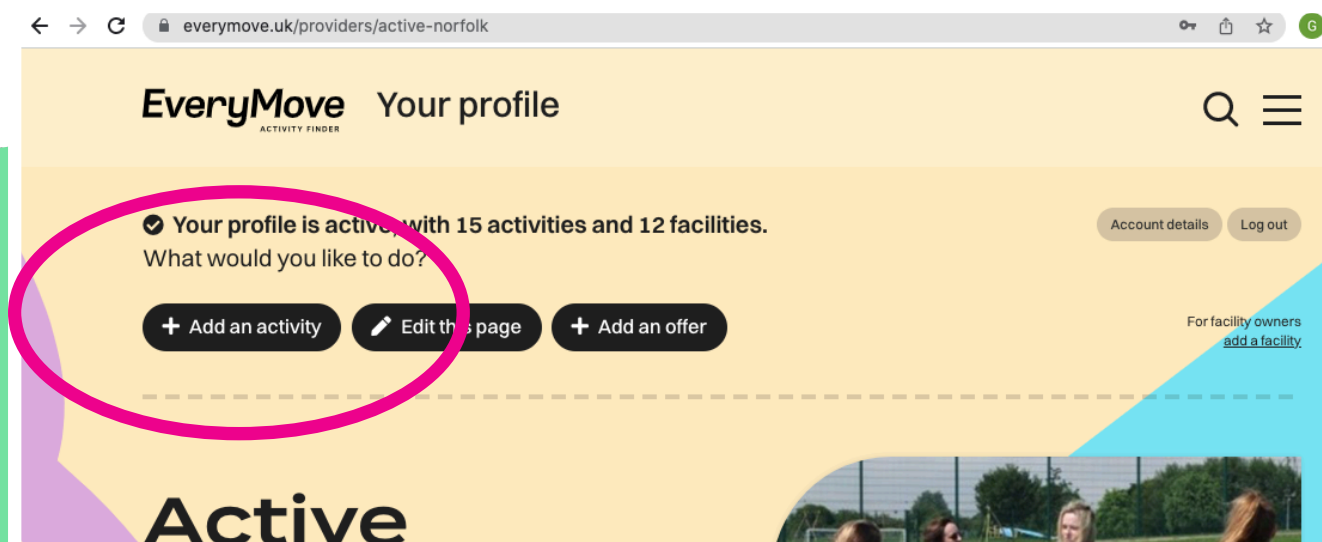 everymove.uk/providers/active-norfolk
G
EveryMove
ACTIVITY FINDER
Your profile
Your profile is active, with 15 activities and 12 facilities.
Account details
Log out
What would you like to do?
Add an activity
Edit this page
Add an offer
For facility owners
add a facility
Active